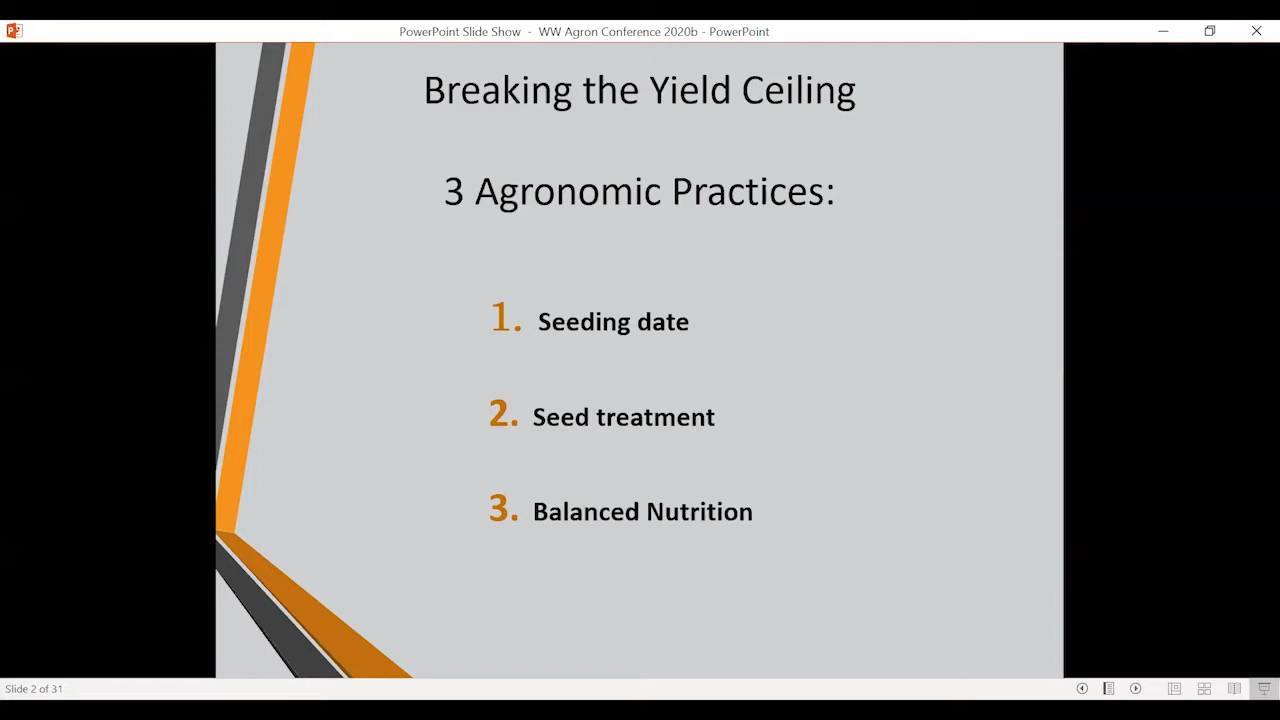 PowerPoint Slide Show - WW Agron Conference 2020b - PowerPoint
Breaking the Yield Ceiling
3 Agronomic Practices:
1. Seeding date
2. Seed treatment
3. Balanced Nutrition
Slide 2 of 31